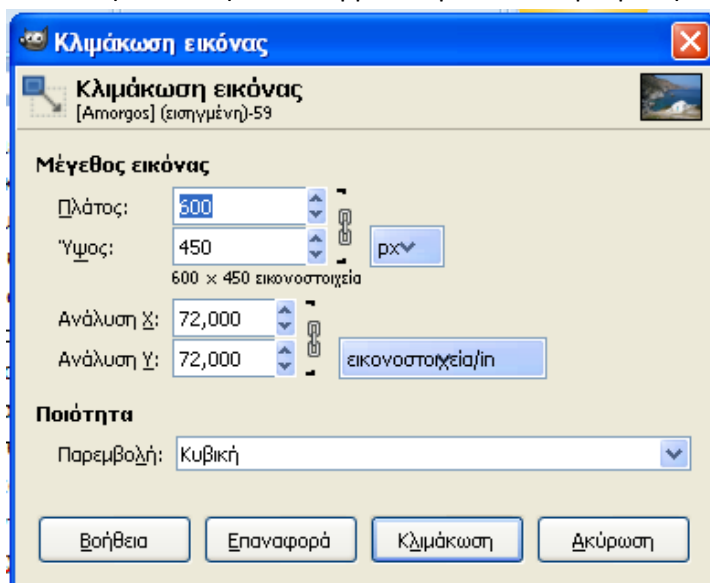 Κλιμάκωση εικόνας
Κλιμάκωση εικόνας
[Amorgos] (εισηγμένη)-59
Μέγεθος εικόνας
Πλάτος: 600
Ύψος: 450 px
600 × 450 εικονοστοιχεία
Ανάλυση X: 72,000
Ανάλυση Y: 72,000 εικονοστοιχεία/in
Ποιότητα
Παρεμβολή: Κυβική
Βοήθεια Επαναφορά Κλιμάκωση Ακύρωση